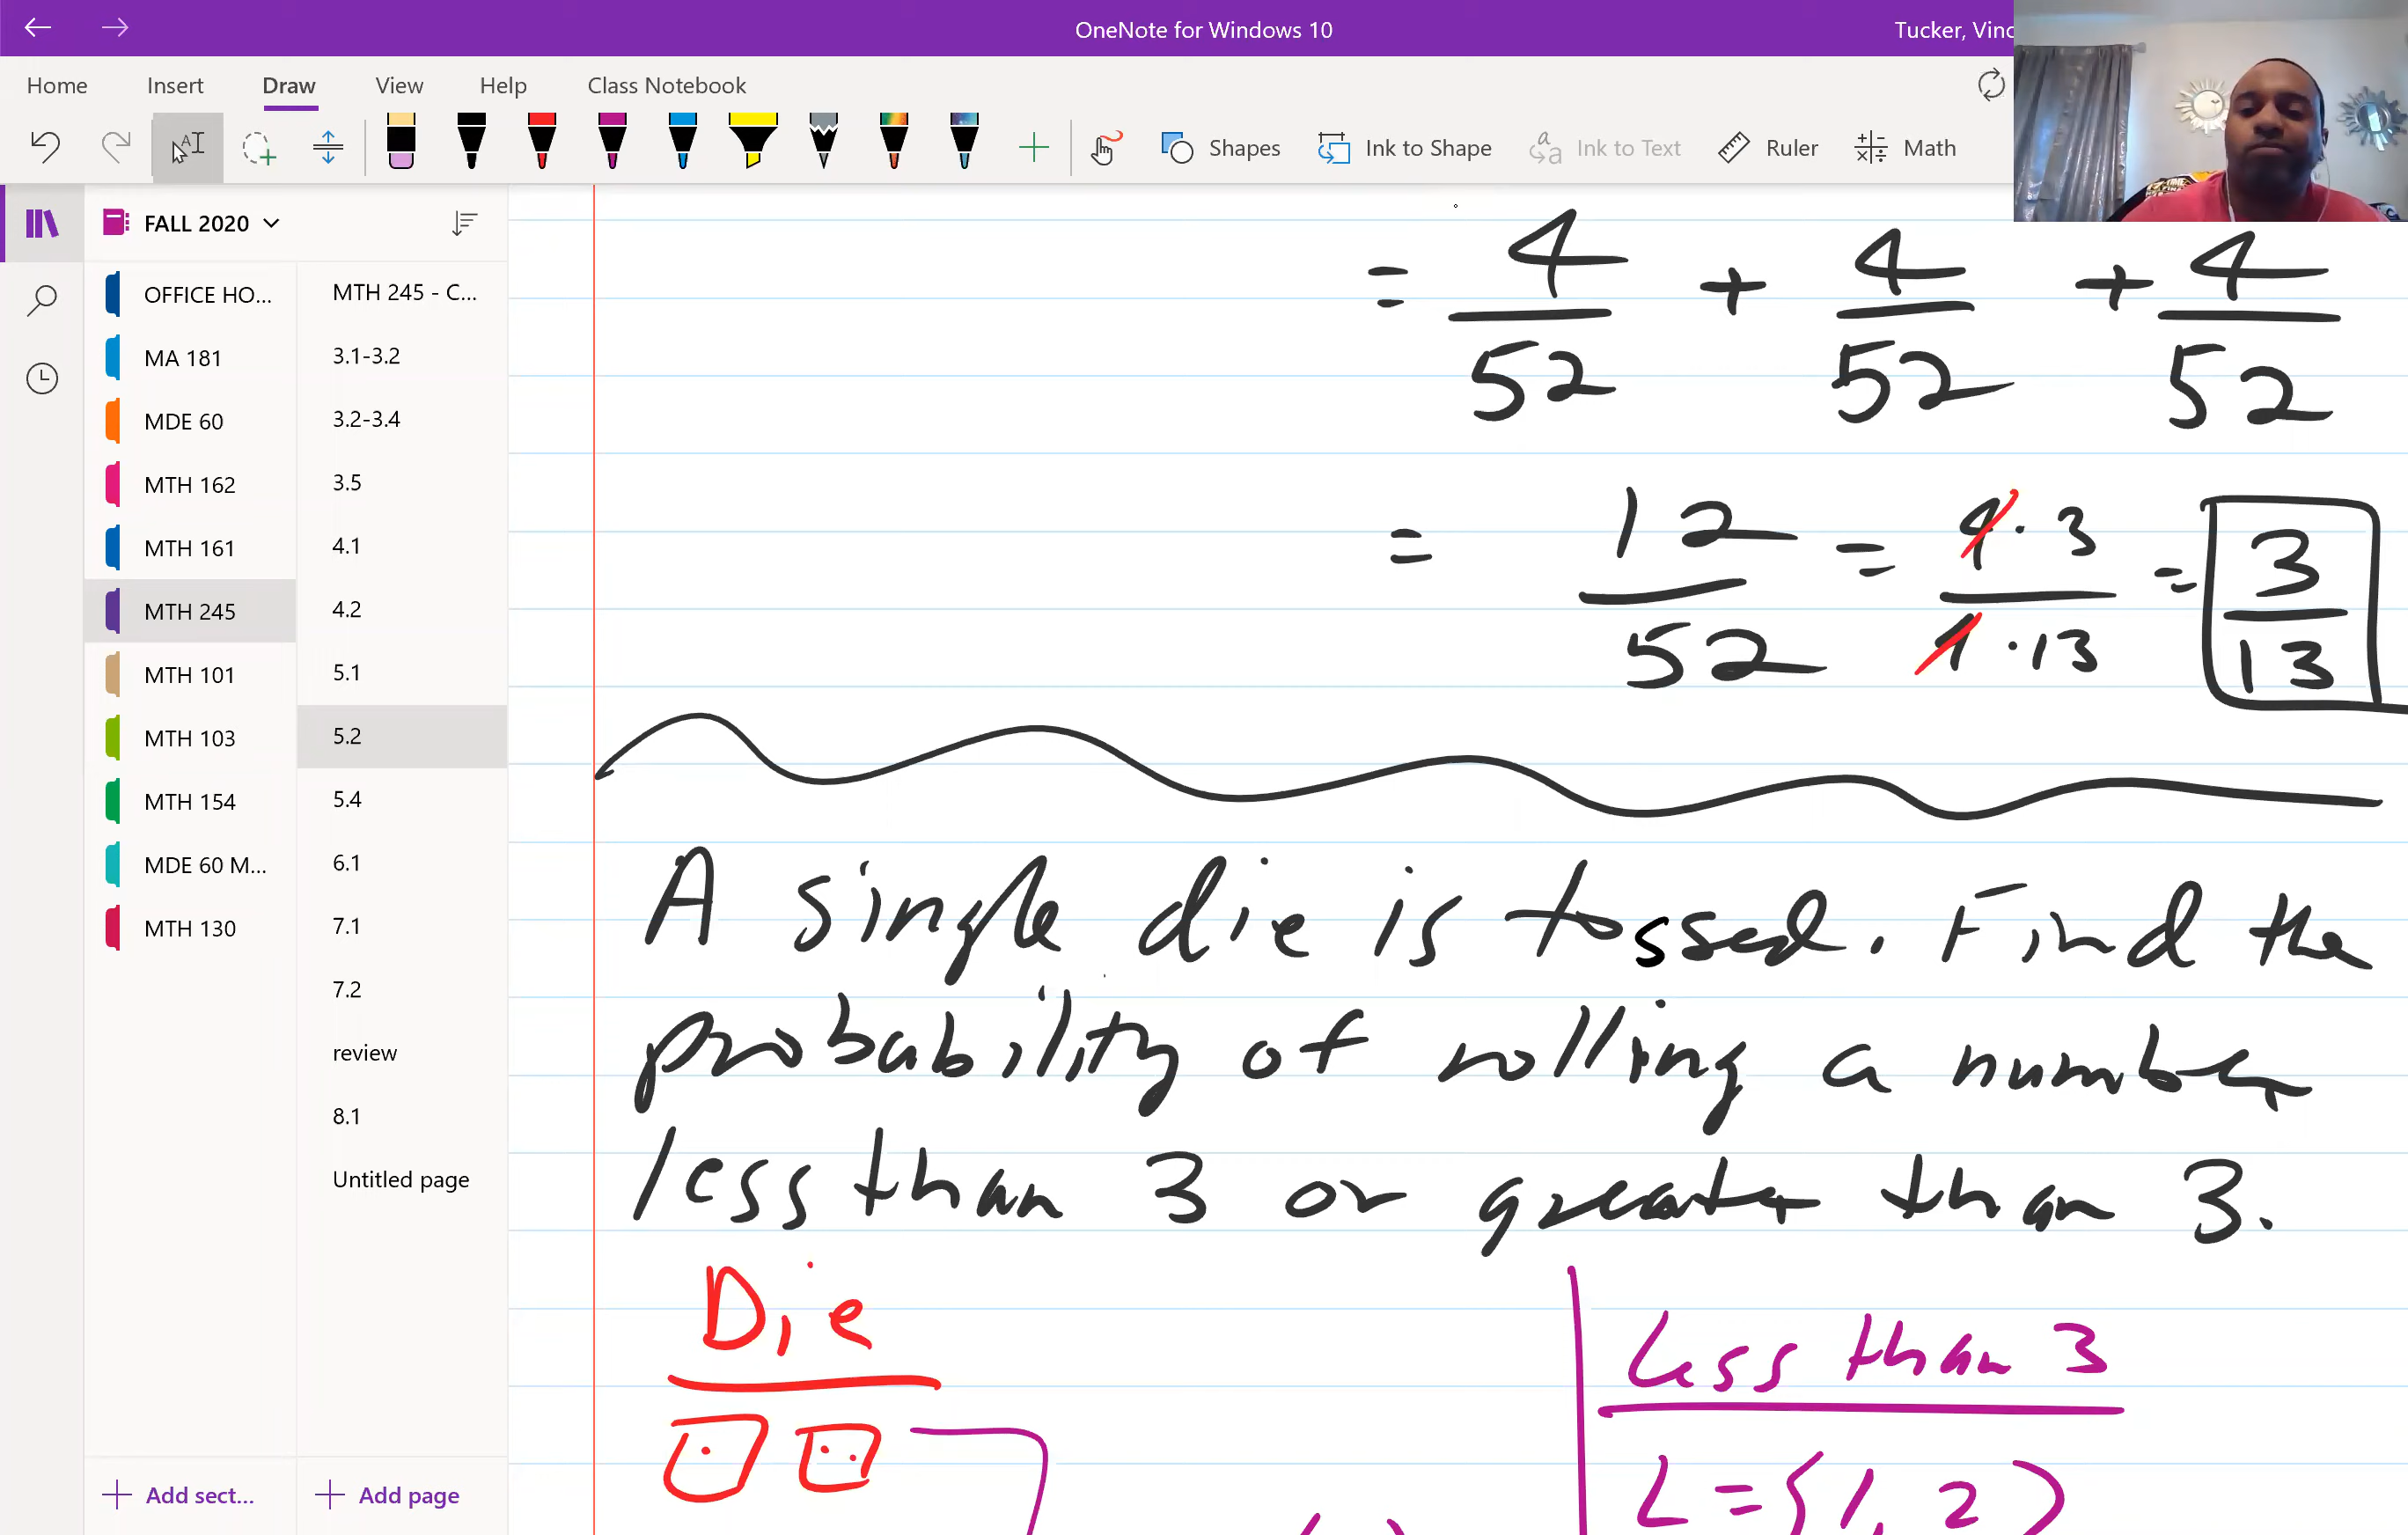 OneNote for Windows 10
Tucker, Vinc
Home Insert Draw View Help Class Notebook
Shapes Ink to Shape Ink to Text Ruler Math
FALL 2020
OFFICE HO...
MA 181
MDE 60
MTH 162
MTH 161
MTH 245
MTH 101
MTH 103
MTH 154
MDE 60 M...
MTH 130
Add sect...
MTH 245 - C...
3.1-3.2
3.2-3.4
3.5
4.1
4.2
5.1
5.2
5.4
6.1
7.1
7.2
review
8.1
Untitled page
Add page
= 4/52 + 4/52 + 4/52
= 12/52 = 4·3/4·13 = 3/13
A single die is tossed. Find the
probability of rolling a number
less than 3 or greater than 3.
Die
Less than 3
L = {1, 2}